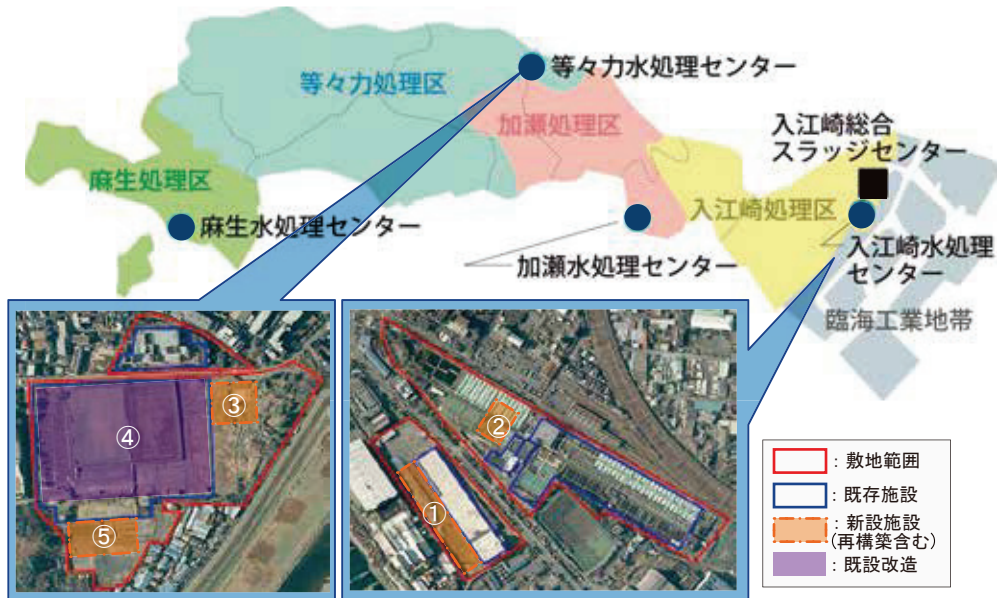 等々力水処理センター
等々力処理区
加瀬処理区
入江崎総合
スラッジセンター
麻生処理区
入江崎処理区
麻生水処理センター
加瀬水処理センター
入江崎水処理
センター
臨海工業地帯
③
④
⑤
②
①
：敷地範囲
：既存施設
：新設施設
(再構築含む)
：既設改造